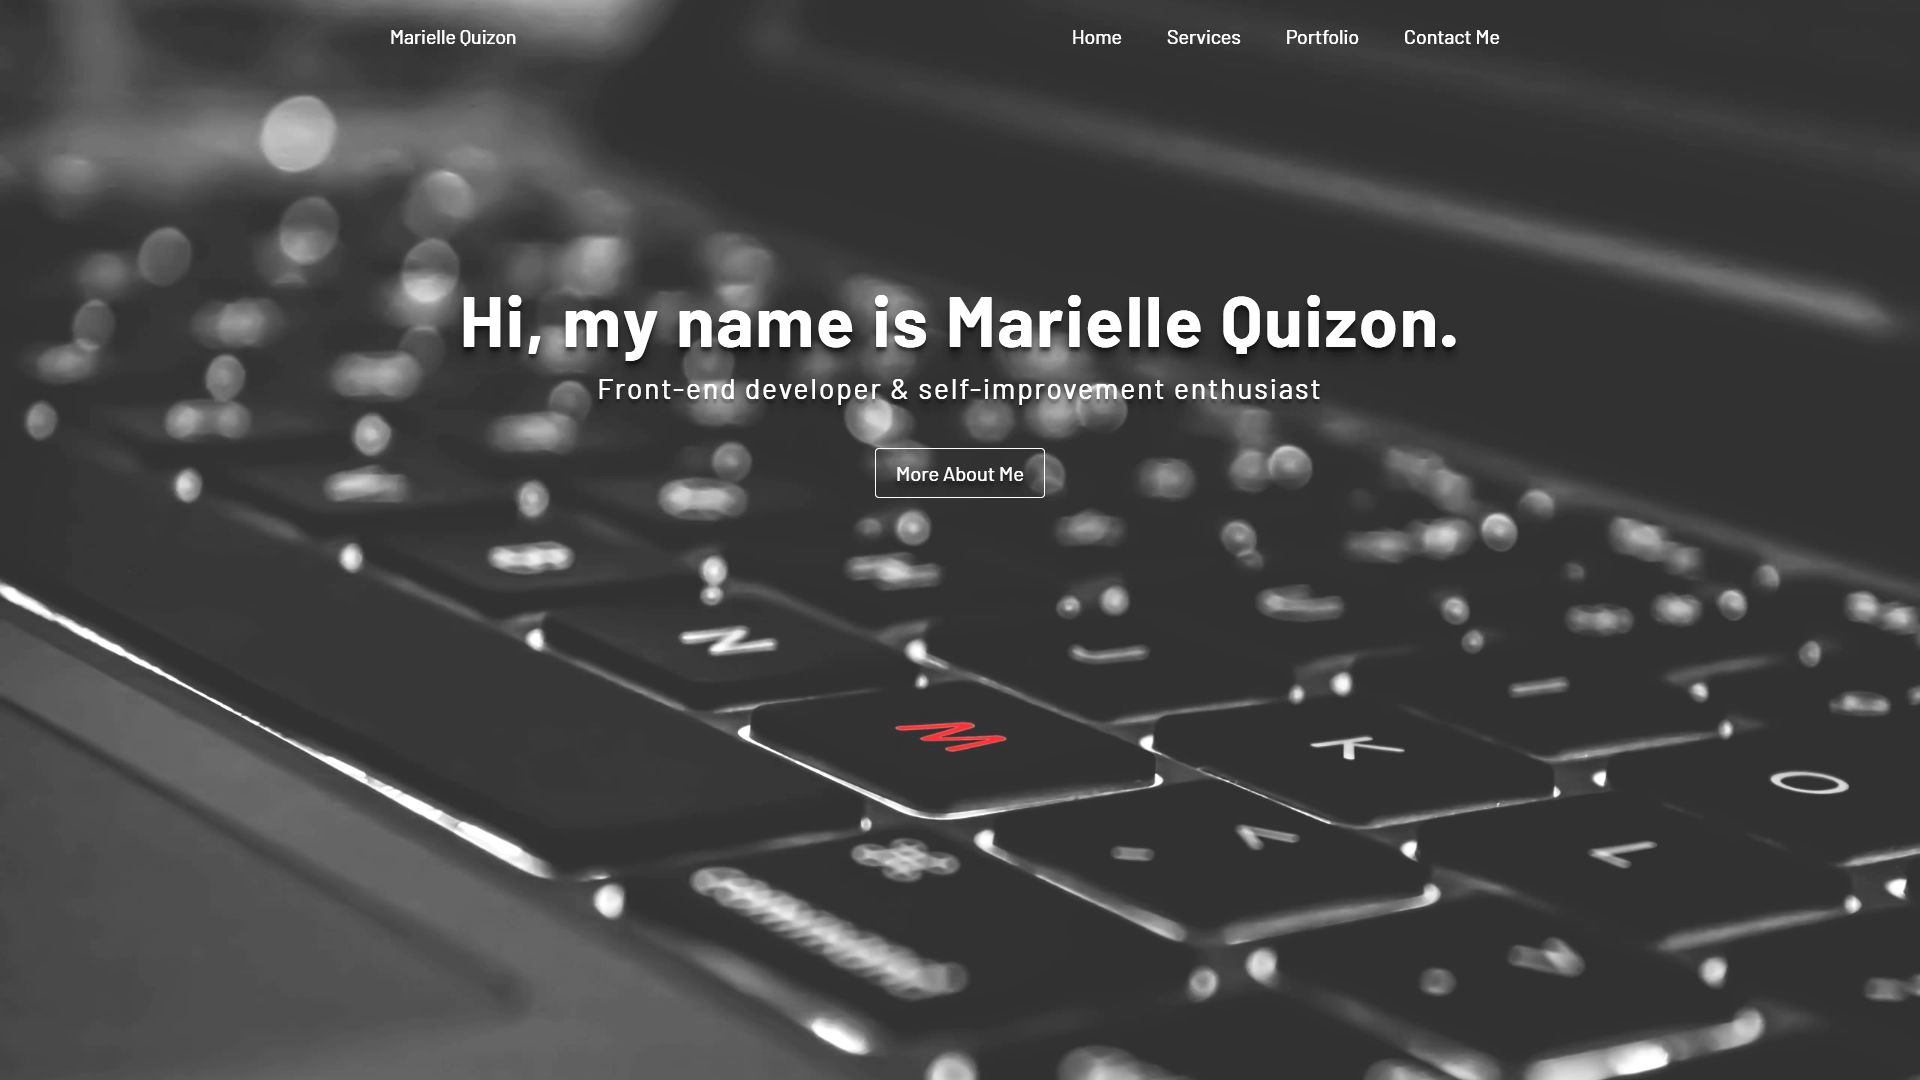 Marielle Quizon
Home
Services
Portfolio
Contact Me
Hi, my name is Marielle Quizon.
Front-end developer & self-improvement enthusiast
More About Me
N
M
K
O
L